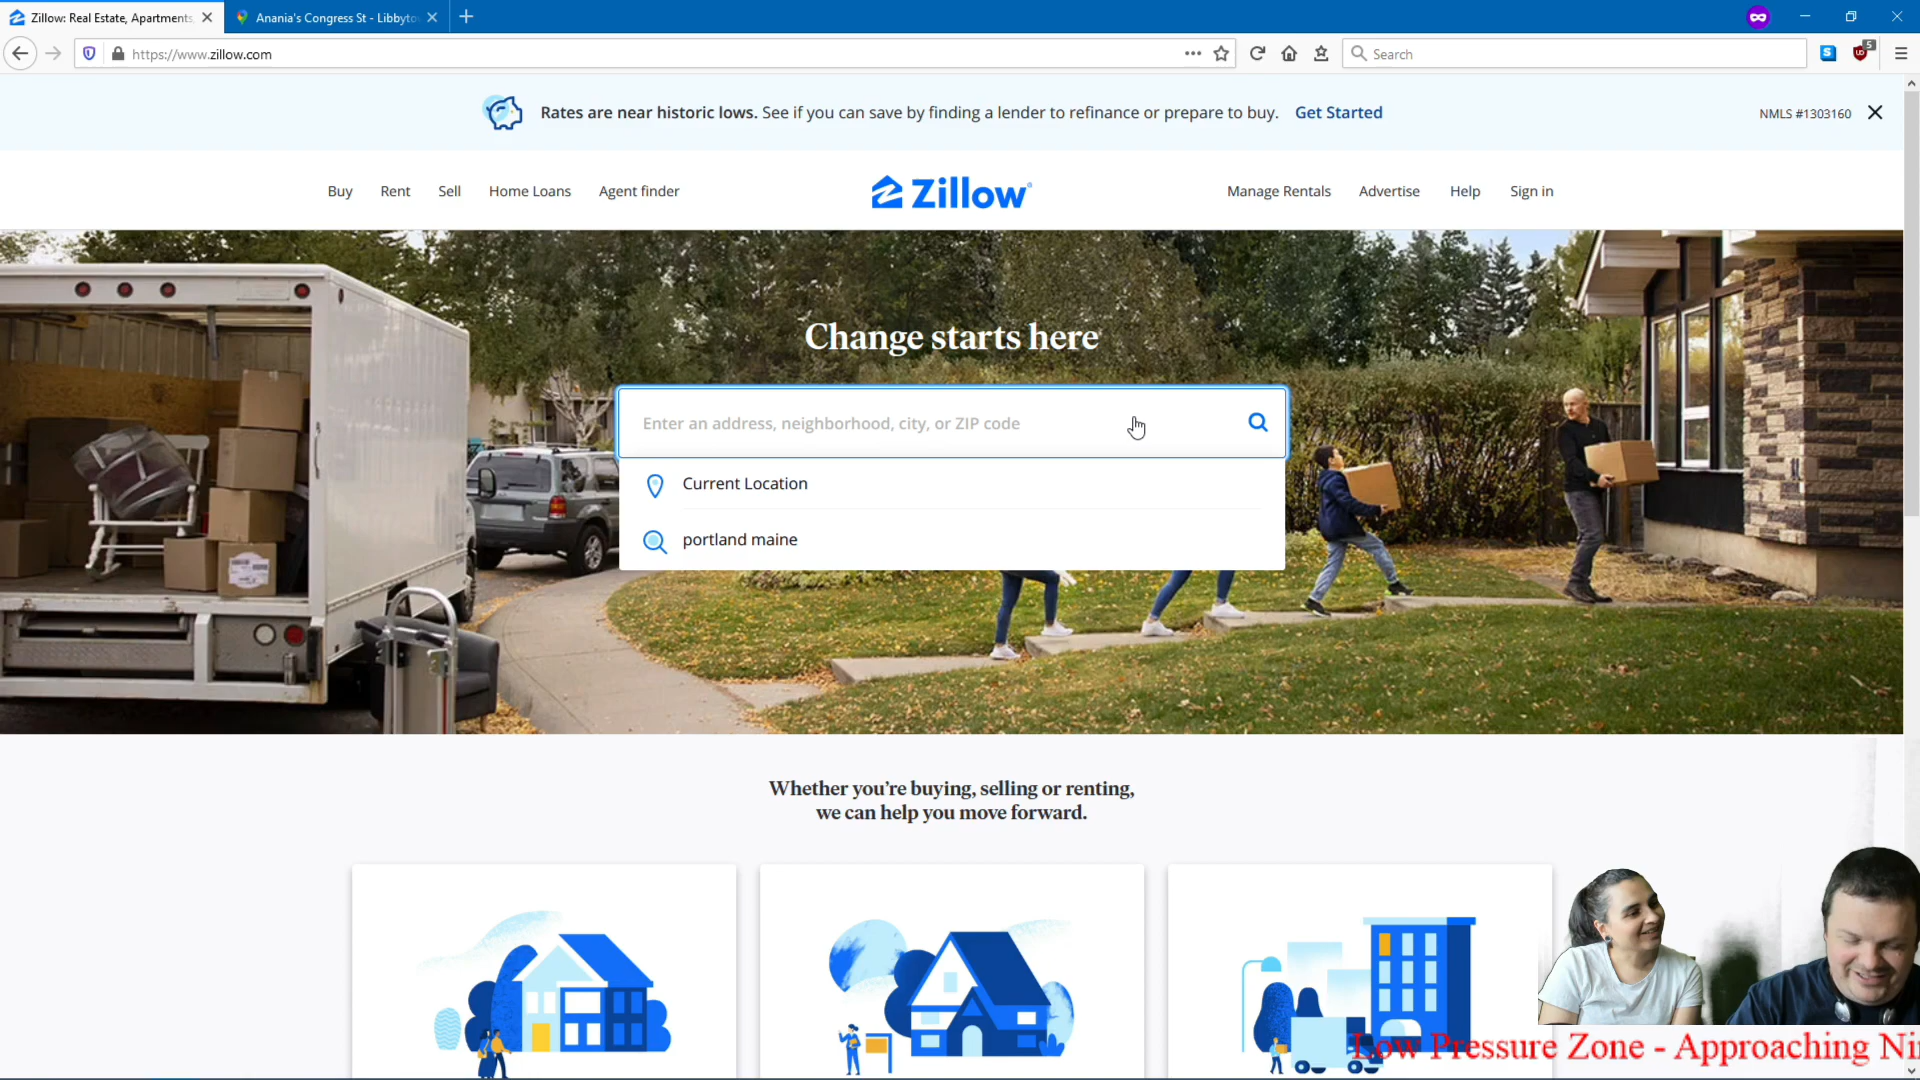 Zillow: Real Estate, Apartments,
Anania's Congress St - Libbyto
https://www.zillow.com
Search
5
Rates are near historic lows. See if you can save by finding a lender to refinance or prepare to buy. Get Started
NMLS #1303160
Buy Rent Sell Home Loans Agent finder
Zillow
Manage Rentals Advertise Help Sign in
Change starts here
Enter an address, neighborhood, city, or ZIP code
Current Location
portland maine
Whether you're buying, selling or renting,
we can help you move forward.
Low Pressure Zone - Approaching Ni